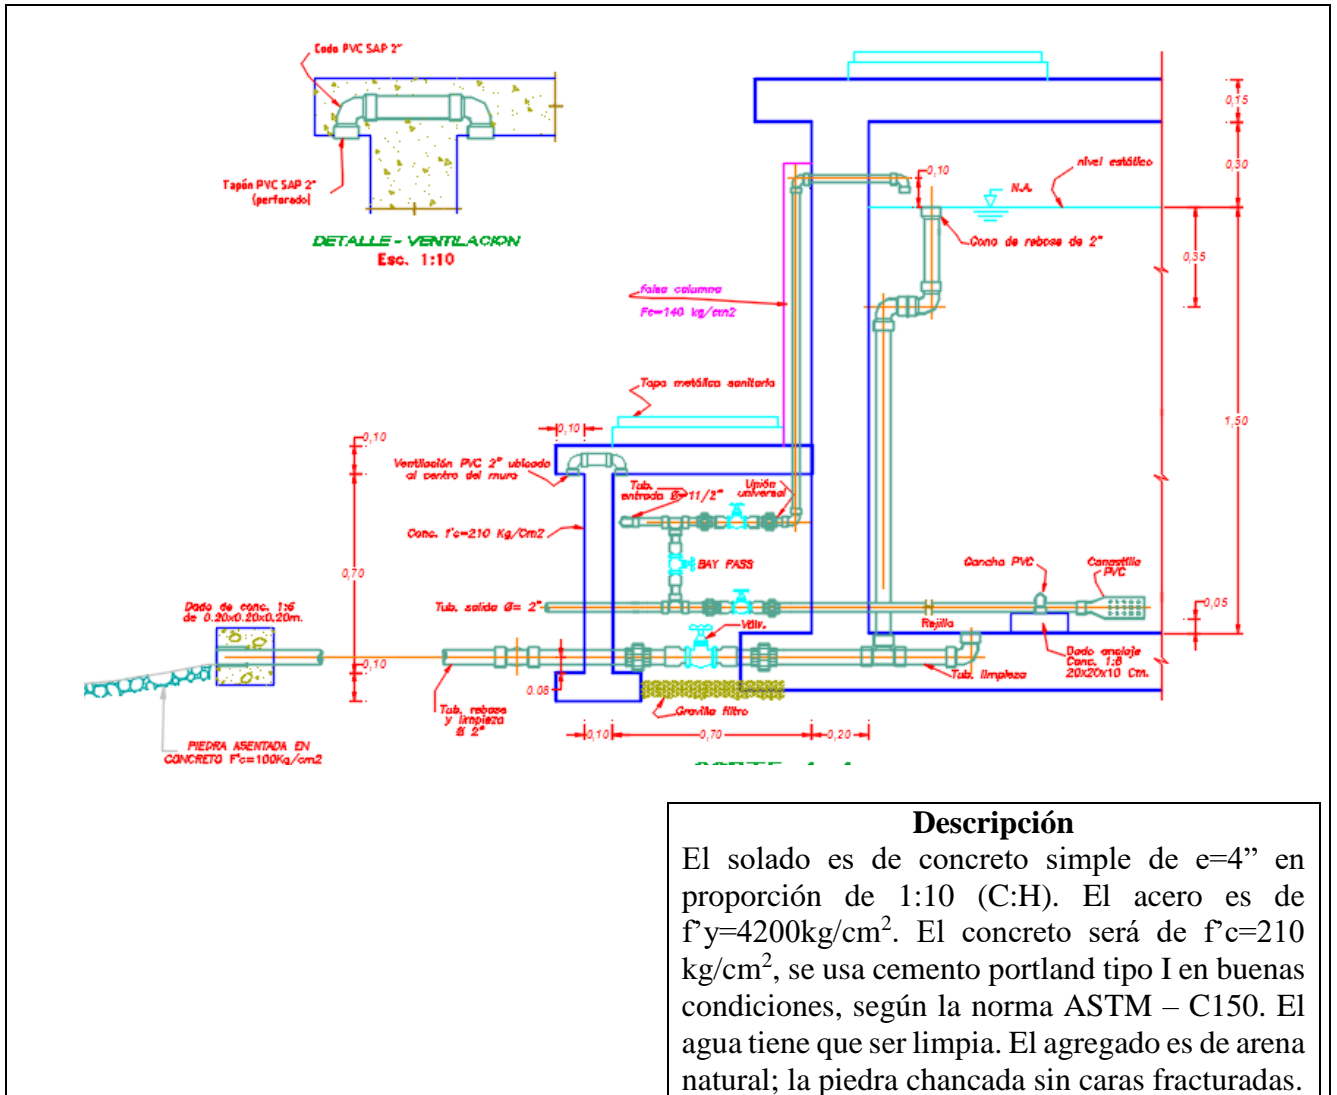 Codo PVC SAP 2"
Tapón PVC SAP 2"
(perforado)
DETALLE - VENTILACION
Esc. 1:10
0,15
0,30
nivel estático
0,10
N.A.
Cono de rebose de 2"
0,35
falsa columna
Fc=140 kg/cm2
Tapa metálica sanitaria
1,50
0,10
0,10
Ventilación PVC 2" ubicado
al centro del muro
Tub.
entrada Ø=11/2"
Unión
universal
Conc. f'c=210 Kg/Cm2
BAY PASS
Gancho PVC
Canastilla
PVC
0,70
Tub. salida Ø= 2"
0,05
Dado de conc. 1:6
de 0.20x0.20x0,20m.
Rejilla
Dado anclaje
Conc. 1:6
20x20x10 Cm.
0,10
0.08
Tub. limpieza
Tub. rebose
y limpieza
Ø 2"
Gravilla filtro
0,10
0,70
0,20
PIEDRA ASENTADA EN
CONCRETO F'c=100Kg/cm2
Descripción
El solado es de concreto simple de e=4” en
proporción de 1:10 (C:H). El acero es de
f’y=4200kg/cm2. El concreto será de f’c=210
kg/cm2, se usa cemento portland tipo I en buenas
condiciones, según la norma ASTM – C150. El
agua tiene que ser limpia. El agregado es de arena
natural; la piedra chancada sin caras fracturadas.